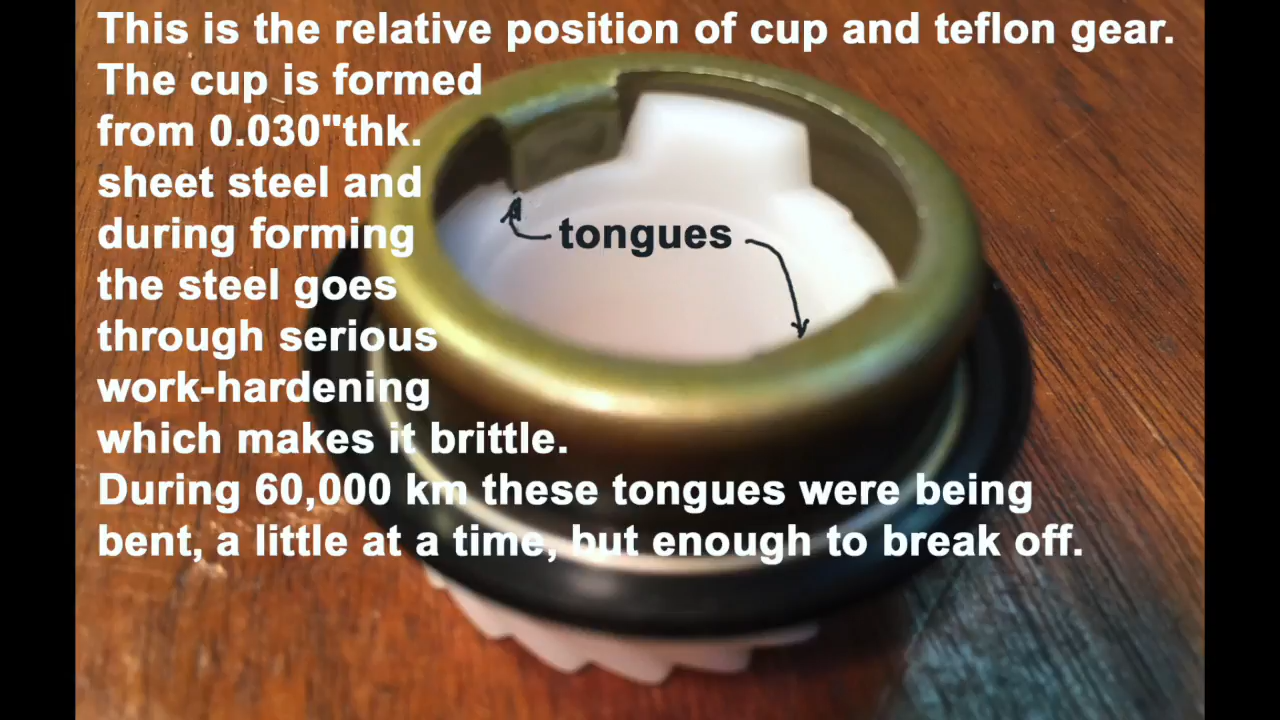 This is the relative position of cup and teflon gear.
The cup is formed
from 0.030"thk.
sheet steel and
during forming
the steel goes
through serious
work-hardening
which makes it brittle.
During 60,000 km these tongues were being
bent, a little at a time, but enough to break off.
tongues